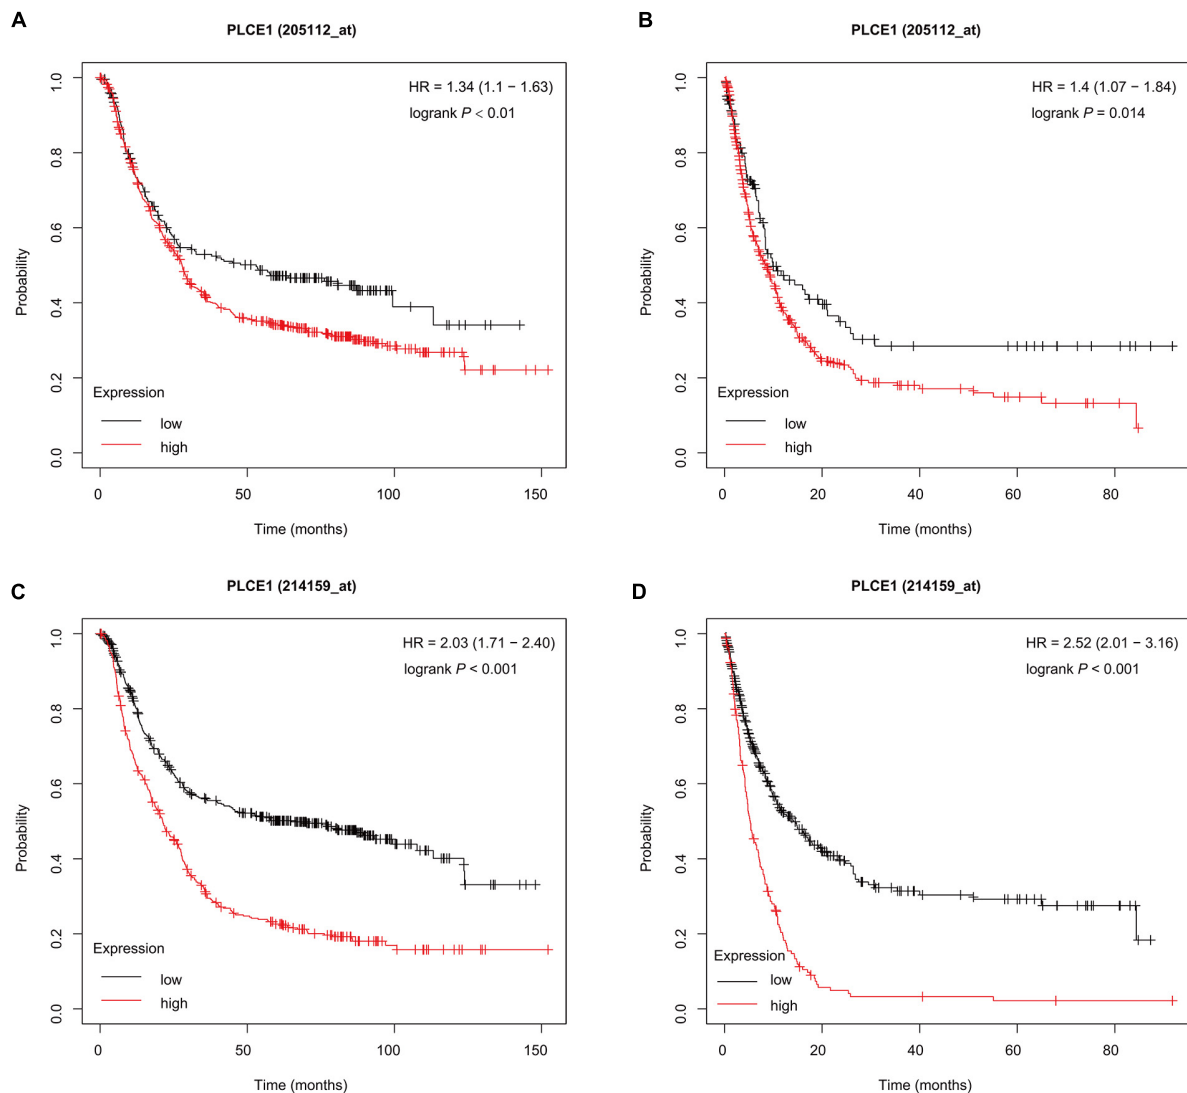 A
PLCE1 (205112_at)
HR = 1.34 (1.1 − 1.63)
logrank P < 0.01
Probability
1.0
0.8
0.6
0.4
0.2
0.0
Expression
low
high
0 50 100 150
Time (months)
B
PLCE1 (205112_at)
HR = 1.4 (1.07 − 1.84)
logrank P = 0.014
Probability
1.0
0.8
0.6
0.4
0.2
0.0
Expression
low
high
0 20 40 60 80
Time (months)
C
PLCE1 (214159_at)
HR = 2.03 (1.71 − 2.40)
logrank P < 0.001
Probability
1.0
0.8
0.6
0.4
0.2
0.0
Expression
low
high
0 50 100 150
Time (months)
D
PLCE1 (214159_at)
HR = 2.52 (2.01 − 3.16)
logrank P < 0.001
Probability
1.0
0.8
0.6
0.4
0.2
0.0
Expression
low
high
0 20 40 60 80
Time (months)